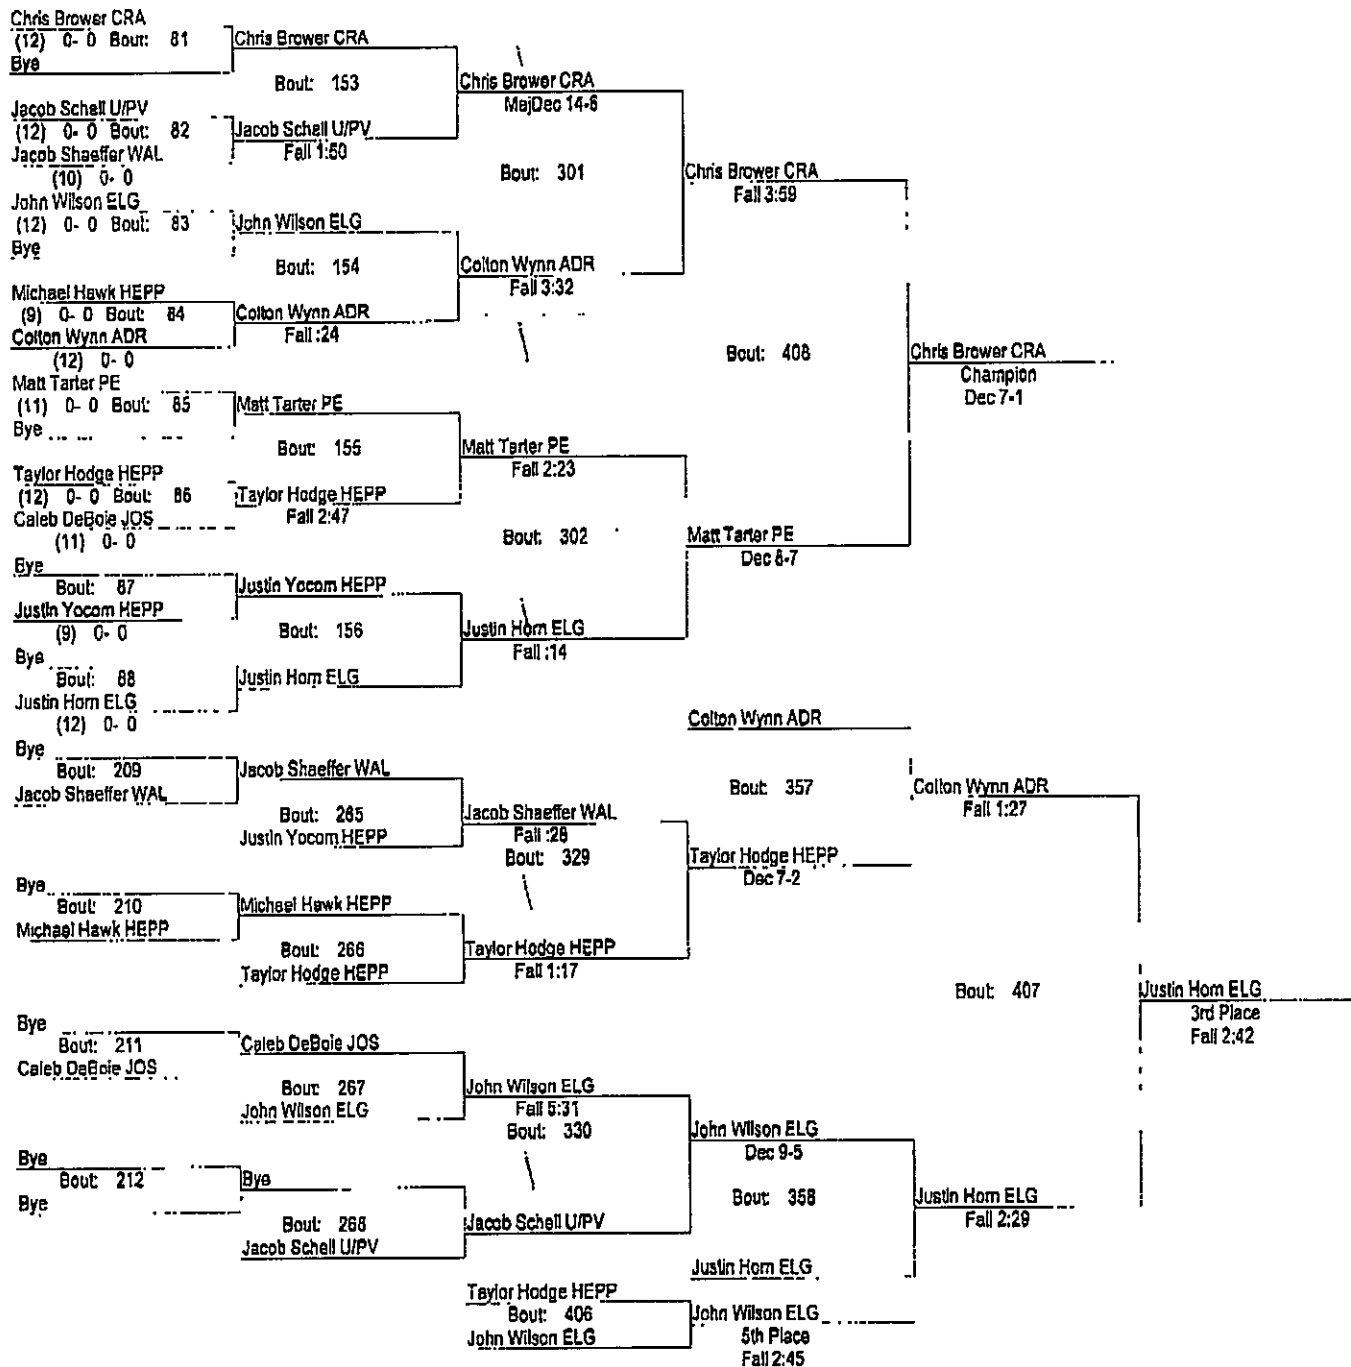 Chris Brower CRA
(12) 0- 0 Bout: 81
Bye
Chris Brower CRA
Bout: 153
Jacob Schell U/PV
(12) 0- 0 Bout: 82
Jacob Shaeffer WAL
(10) 0- 0
Jacob Schell U/PV
Fall 1:50
Chris Brower CRA
MajDec 14-6
Bout: 301
John Wilson ELG
(12) 0- 0 Bout: 83
Bye
John Wilson ELG
Bout: 154
Michael Hawk HEPP
(9) 0- 0 Bout: 84
Colton Wynn ADR
(12) 0- 0
Colton Wynn ADR
Fall :24
Colton Wynn ADR
Fall 3:32
Chris Brower CRA
Fall 3:59
Bout: 408
Chris Brower CRA
Champion
Dec 7-1
Matt Tarter PE
(11) 0- 0 Bout: 85
Bye
Matt Tarter PE
Bout: 155
Taylor Hodge HEPP
(12) 0- 0 Bout: 86
Caleb DeBoie JOS
(11) 0- 0
Taylor Hodge HEPP
Fall 2:47
Matt Tarter PE
Fall 2:23
Bout: 302
Matt Tarter PE
Dec 8-7
Bye
Bout: 87
Justin Yocom HEPP
(9) 0- 0
Justin Yocom HEPP
Bout: 156
Bye
Bout: 88
Justin Horn ELG
(12) 0- 0
Justin Horn ELG
Justin Horn ELG
Fall :14
Colton Wynn ADR
Bout: 357
Bye
Bout: 209
Jacob Shaeffer WAL
Jacob Shaeffer WAL
Bout: 265
Justin Yocom HEPP
Jacob Shaeffer WAL
Fall :28
Bout: 329
Bye
Bout: 210
Michael Hawk HEPP
Michael Hawk HEPP
Bout: 266
Taylor Hodge HEPP
Taylor Hodge HEPP
Fall 1:17
Taylor Hodge HEPP
Dec 7-2
Colton Wynn ADR
Fall 1:27
Bout: 407
Justin Horn ELG
3rd Place
Fall 2:42
Bye
Bout: 211
Caleb DeBoie JOS
Caleb DeBoie JOS
Bout: 267
John Wilson ELG
John Wilson ELG
Fall 5:31
Bout: 330
Bye
Bout: 212
Bye
Bye
Bout: 268
Jacob Schell U/PV
Jacob Schell U/PV
John Wilson ELG
Dec 9-5
Bout: 358
Justin Horn ELG
Justin Horn ELG
Fall 2:29
Taylor Hodge HEPP
Bout: 406
John Wilson ELG
John Wilson ELG
5th Place
Fall 2:45